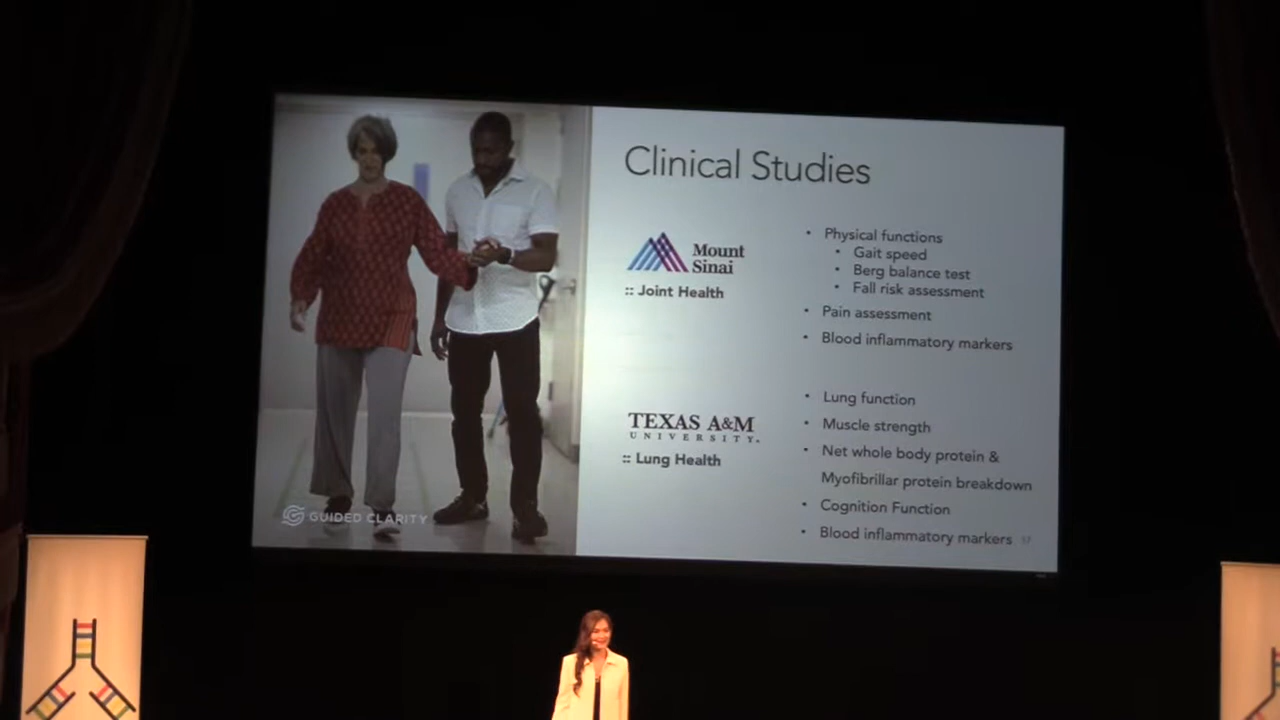 Clinical Studies
Mount
Sinai
:: Joint Health
• Physical functions
• Gait speed
• Berg balance test
• Fall risk assessment
• Pain assessment
• Blood inflammatory markers
TEXAS A&M
UNIVERSITY.
:: Lung Health
• Lung function
• Muscle strength
• Net whole body protein &
Myofibrillar protein breakdown
• Cognition Function
• Blood inflammatory markers
GUIDED CLARITY